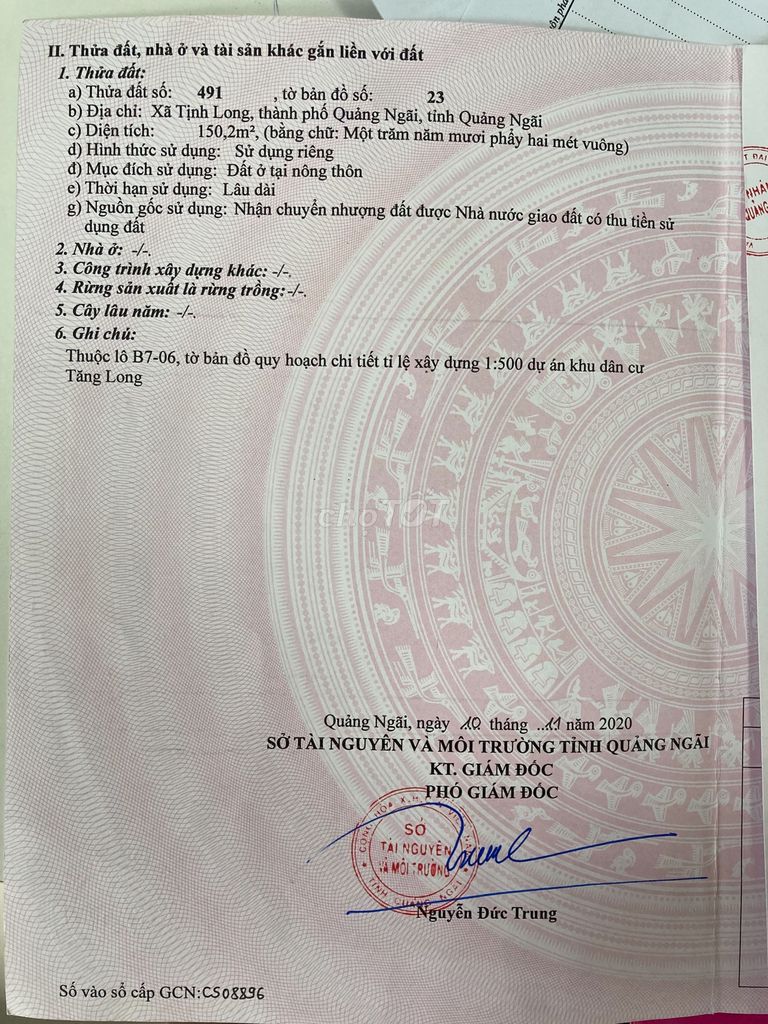 II. Thửa đất, nhà ở và tài sản khác gắn liền với đất
1. Thửa đất:
a) Thửa đất số: 491 , tờ bản đồ số: 23
b) Địa chỉ: Xã Tịnh Long, thành phố Quảng Ngãi, tỉnh Quảng Ngãi
c) Diện tích: 150,2m², (bằng chữ: Một trăm năm mươi phẩy hai mét vuông)
d) Hình thức sử dụng: Sử dụng riêng
đ) Mục đích sử dụng: Đất ở tại nông thôn
e) Thời hạn sử dụng: Lâu dài
g) Nguồn gốc sử dụng: Nhận chuyển nhượng đất được Nhà nước giao đất có thu tiền sử
dụng đất
2. Nhà ở: -/-.
3. Công trình xây dựng khác: -/-.
4. Rừng sản xuất là rừng trồng: -/-.
5. Cây lâu năm: -/-.
6. Ghi chú:
Thuộc lô B7-06, tờ bản đồ quy hoạch chi tiết tỉ lệ xây dựng 1:500 dự án khu dân cư
Tăng Long
choTỐT
Quảng Ngãi, ngày 10 tháng ..11 năm 2020
SỞ TÀI NGUYÊN VÀ MÔI TRƯỜNG TỈNH QUẢNG NGÃI
KT. GIÁM ĐỐC
PHÓ GIÁM ĐỐC
SỞ
TÀI NGUYÊN
VÀ MÔI TRƯỜNG
TỈNH QUẢNG NGÃI
Nguyễn Đức Trung
Số vào sổ cấp GCN:CS08896